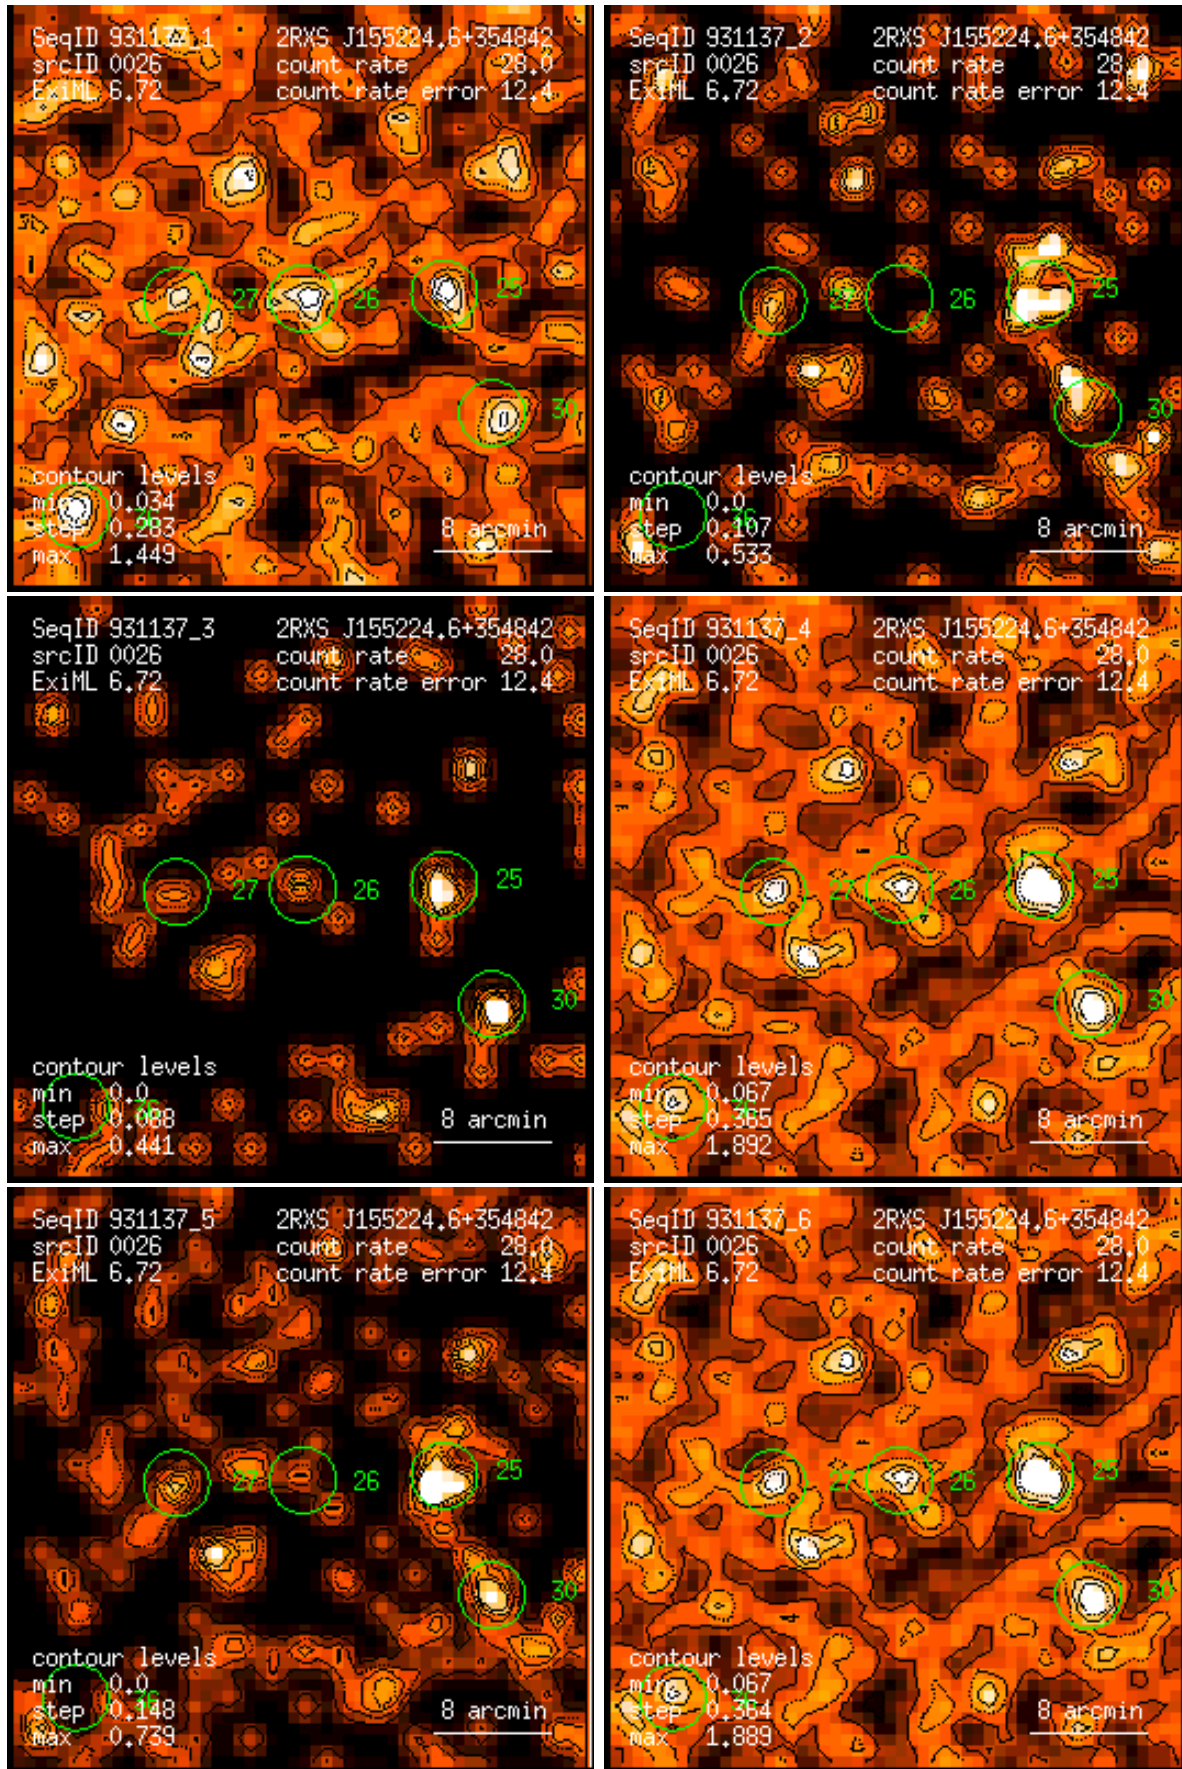 SeqID 931137_1 2RXS J155224.6+354842
srcID 0026 count rate 28.0
ExiML 6.72 count rate error 12.4
27 26 25
30
contour levels
min 0.034
step 0.283
max 1.449
8 arcmin
SeqID 931137_2 2RXS J155224.6+354842
srcID 0026 count rate 28.0
ExiML 6.72 count rate error 12.4
27 26 25
30
contour levels
min 0.0
step 0.107
max 0.533
8 arcmin
SeqID 931137_3 2RXS J155224.6+354842
srcID 0026 count rate 28.0
ExiML 6.72 count rate error 12.4
27 26 25
30
contour levels
min 0.0
step 0.088
max 0.441
8 arcmin
SeqID 931137_4 2RXS J155224.6+354842
srcID 0026 count rate 28.0
ExiML 6.72 count rate error 12.4
27 26 25
30
contour levels
min 0.067
step 0.365
max 1.892
8 arcmin
SeqID 931137_5 2RXS J155224.6+354842
srcID 0026 count rate 28.0
ExiML 6.72 count rate error 12.4
27 26 25
30
contour levels
min 0.0
step 0.148
max 0.739
8 arcmin
SeqID 931137_6 2RXS J155224.6+354842
srcID 0026 count rate 28.0
ExiML 6.72 count rate error 12.4
27 26 25
30
contour levels
min 0.067
step 0.364
max 1.889
8 arcmin